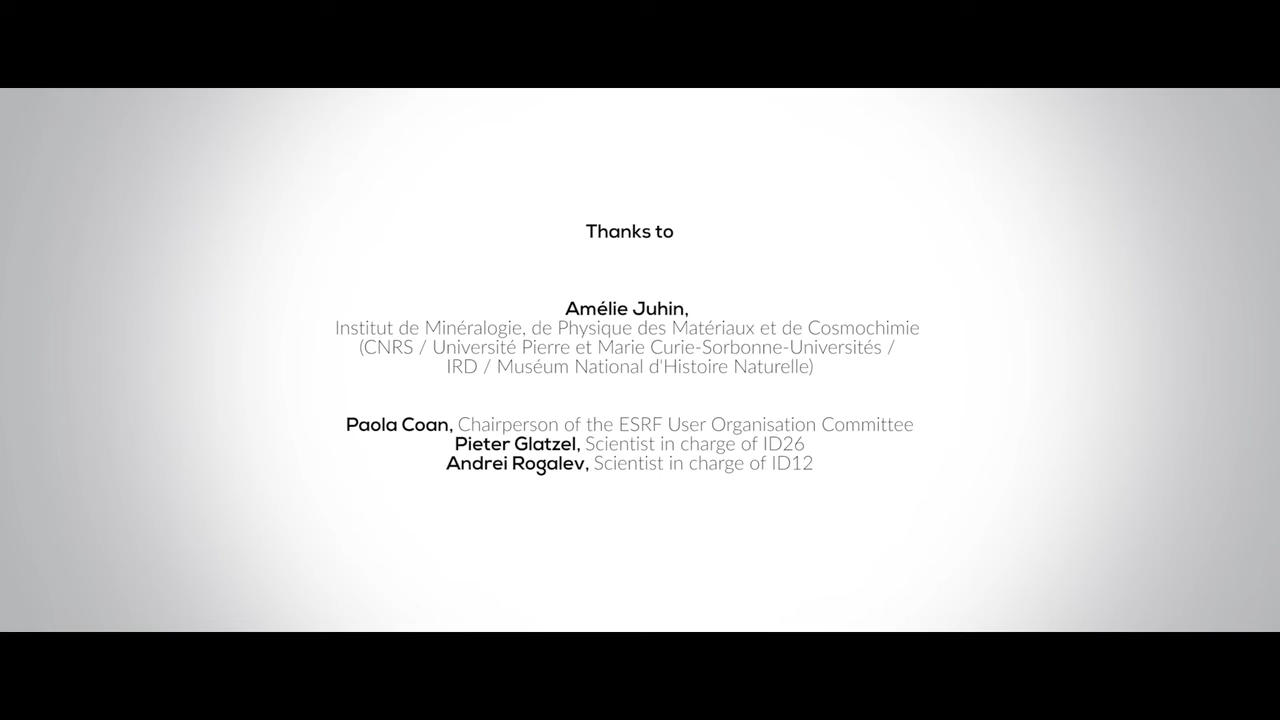 Thanks to
Amélie Juhin,
Institut de Minéralogie, de Physique des Matériaux et de Cosmochimie
(CNRS / Université Pierre et Marie Curie-Sorbonne-Universités /
IRD / Muséum National d'Histoire Naturelle)
Paola Coan, Chairperson of the ESRF User Organisation Committee
Pieter Glatzel, Scientist in charge of ID26
Andrei Rogalev, Scientist in charge of ID12